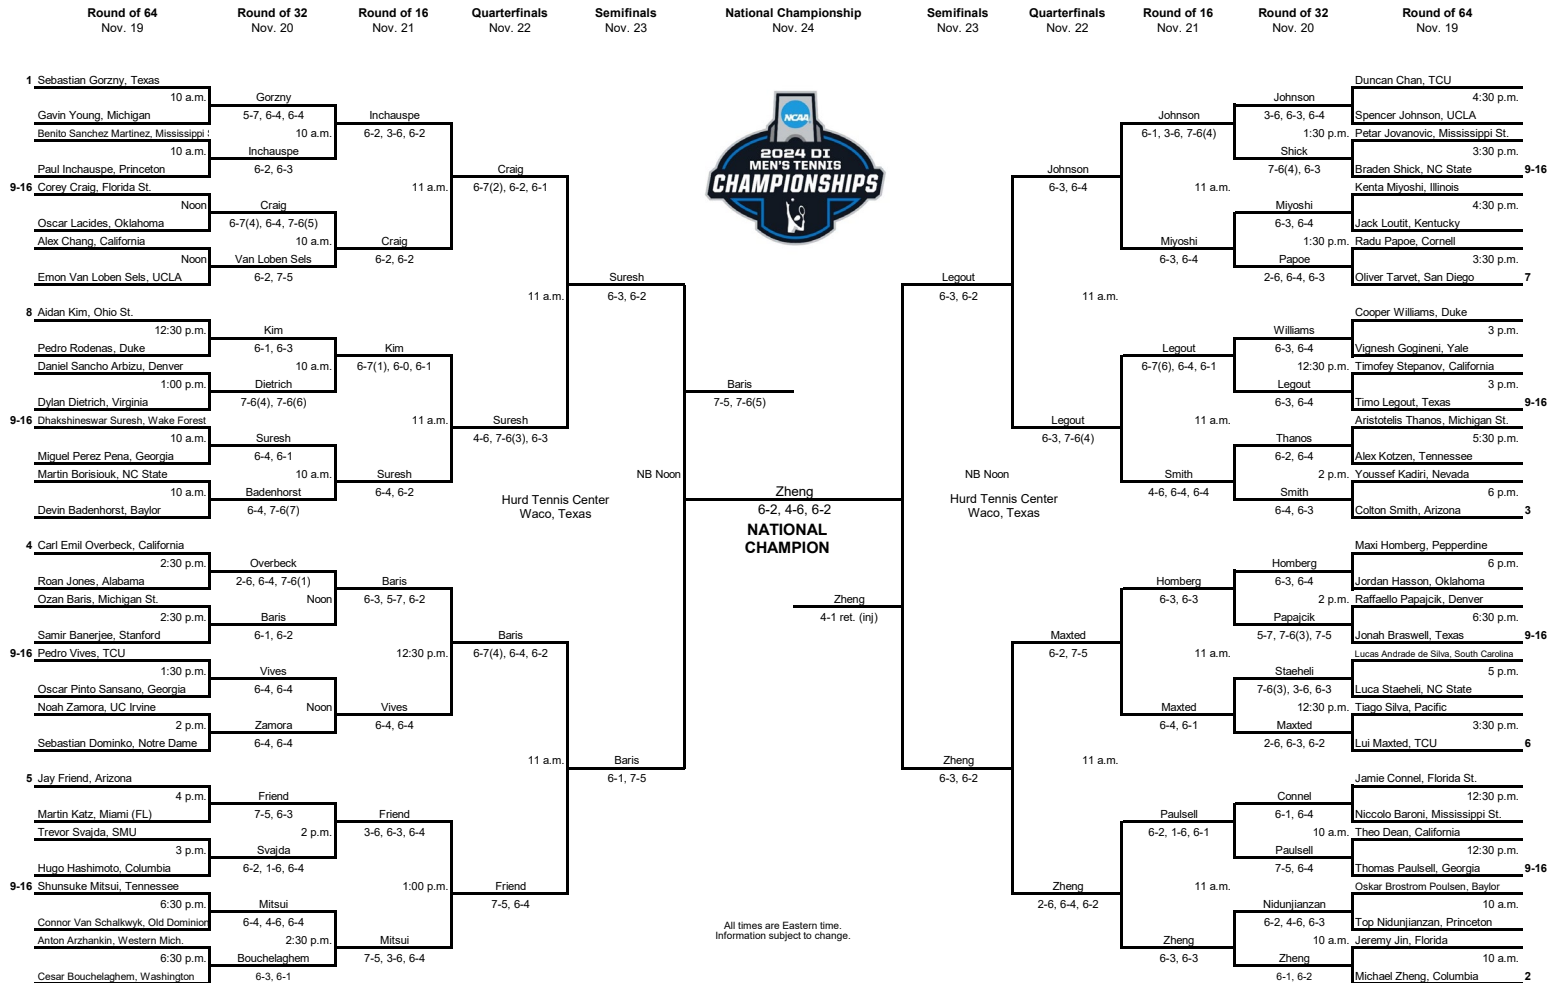 Round of 64
Nov. 19
Round of 32
Nov. 20
Round of 16
Nov. 21
Quarterfinals
Nov. 22
Semifinals
Nov. 23
National Championship
Nov. 24
Semifinals
Nov. 23
Quarterfinals
Nov. 22
Round of 16
Nov. 21
Round of 32
Nov. 20
Round of 64
Nov. 19
1 Sebastian Gorzny, Texas
10 a.m.
Gavin Young, Michigan
Benito Sanchez Martinez, Mississippi
10 a.m.
Paul Inchauspe, Princeton
9-16 Corey Craig, Florida St.
Noon
Oscar Lacides, Oklahoma
Alex Chang, California
Noon
Emon Van Loben Sels, UCLA
8 Aidan Kim, Ohio St.
12:30 p.m.
Pedro Rodenas, Duke
Daniel Sancho Arbizu, Denver
1:00 p.m.
Dylan Dietrich, Virginia
9-16 Dhakshineswar Suresh, Wake Forest
10 a.m.
Miguel Perez Pena, Georgia
Martin Borisiouk, NC State
10 a.m.
Devin Badenhorst, Baylor
4 Carl Emil Overbeck, California
2:30 p.m.
Roan Jones, Alabama
Ozan Baris, Michigan St.
2:30 p.m.
Samir Banerjee, Stanford
9-16 Pedro Vives, TCU
1:30 p.m.
Oscar Pinto Sansano, Georgia
Noah Zamora, UC Irvine
2 p.m.
Sebastian Dominko, Notre Dame
5 Jay Friend, Arizona
4 p.m.
Martin Katz, Miami (FL)
Trevor Svajda, SMU
3 p.m.
Hugo Hashimoto, Columbia
9-16 Shunsuke Mitsui, Tennessee
6:30 p.m.
Connor Van Schalkwyk, Old Dominion
Anton Arzhankin, Western Mich.
6:30 p.m.
Cesar Bouchelaghem, Washington
Gorzny
5-7, 6-4, 6-4
10 a.m.
Inchauspe
6-2, 6-3
Craig
6-7(4), 6-4, 7-6(5)
10 a.m.
Van Loben Sels
6-2, 7-5
Kim
6-1, 6-3
10 a.m.
Dietrich
7-6(4), 7-6(6)
Suresh
6-4, 6-1
10 a.m.
Badenhorst
6-4, 7-6(7)
Overbeck
2-6, 6-4, 7-6(1)
Noon
Baris
6-1, 6-2
Vives
6-4, 6-4
Noon
Zamora
6-4, 6-4
Friend
7-5, 6-3
2 p.m.
Svajda
6-2, 1-6, 6-4
Mitsui
6-4, 4-6, 6-4
2:30 p.m.
Bouchelaghem
6-3, 6-1
Inchauspe
6-2, 3-6, 6-2
11 a.m.
Craig
6-2, 6-2
Kim
6-7(1), 6-0, 6-1
11 a.m.
Suresh
6-4, 6-2
Baris
6-3, 5-7, 6-2
12:30 p.m.
Vives
6-4, 6-4
Friend
3-6, 6-3, 6-4
1:00 p.m.
Mitsui
7-5, 3-6, 6-4
Craig
6-7(2), 6-2, 6-1
11 a.m.
Suresh
4-6, 7-6(3), 6-3
Baris
6-7(4), 6-4, 6-2
11 a.m.
Friend
7-5, 6-4
Suresh
6-3, 6-2
NB Noon
Hurd Tennis Center
Waco, Texas
Baris
6-1, 7-5
NCAA
2024 DI
MEN'S TENNIS
CHAMPIONSHIPS
Baris
7-5, 7-6(5)
Zheng
6-2, 4-6, 6-2
NATIONAL
CHAMPION
Zheng
4-1 ret. (inj)
All times are Eastern time.
Information subject to change.
Legout
6-3, 6-2
NB Noon
Hurd Tennis Center
Waco, Texas
Zheng
6-3, 6-2
Johnson
6-3, 6-4
11 a.m.
Legout
6-3, 7-6(4)
Maxted
6-2, 7-5
11 a.m.
Zheng
2-6, 6-4, 6-2
Johnson
6-1, 3-6, 7-6(4)
11 a.m.
Miyoshi
6-3, 6-4
Legout
6-7(6), 6-4, 6-1
11 a.m.
Smith
4-6, 6-4, 6-4
Homberg
6-3, 6-3
11 a.m.
Maxted
6-4, 6-1
Paulsell
6-2, 1-6, 6-1
11 a.m.
Zheng
6-3, 6-3
Johnson
3-6, 6-3, 6-4
1:30 p.m.
Shick
7-6(4), 6-3
Miyoshi
6-3, 6-4
1:30 p.m.
Papoe
2-6, 6-4, 6-3
Williams
6-3, 6-4
12:30 p.m.
Legout
6-3, 6-4
Thanos
6-2, 6-4
2 p.m.
Smith
6-4, 6-3
Homberg
6-3, 6-4
2 p.m.
Papajcik
5-7, 7-6(3), 7-5
Staeheli
7-6(3), 3-6, 6-3
12:30 p.m.
Maxted
2-6, 6-3, 6-2
Connel
6-1, 6-4
10 a.m.
Paulsell
7-5, 6-4
Nidunjianzan
6-2, 4-6, 6-3
10 a.m.
Zheng
6-1, 6-2
Duncan Chan, TCU
4:30 p.m.
Spencer Johnson, UCLA
Petar Jovanovic, Mississippi St.
3:30 p.m.
Braden Shick, NC State 9-16
Kenta Miyoshi, Illinois
4:30 p.m.
Jack Loutit, Kentucky
Radu Papoe, Cornell
3:30 p.m.
Oliver Tarvet, San Diego 7
Cooper Williams, Duke
3 p.m.
Vignesh Gogineni, Yale
Timofey Stepanov, California
3 p.m.
Timo Legout, Texas 9-16
Aristotelis Thanos, Michigan St.
5:30 p.m.
Alex Kotzen, Tennessee
Youssef Kadiri, Nevada
6 p.m.
Colton Smith, Arizona 3
Maxi Homberg, Pepperdine
6 p.m.
Jordan Hasson, Oklahoma
Raffaello Papajcik, Denver
6:30 p.m.
Jonah Braswell, Texas 9-16
Lucas Andrade de Silva, South Carolina
5 p.m.
Luca Staeheli, NC State
Tiago Silva, Pacific
3:30 p.m.
Lui Maxted, TCU 6
Jamie Connel, Florida St.
12:30 p.m.
Niccolo Baroni, Mississippi St.
Theo Dean, California
12:30 p.m.
Thomas Paulsell, Georgia 9-16
Oskar Brostrom Poulsen, Baylor
10 a.m.
Top Nidunjianzan, Princeton
Jeremy Jin, Florida
10 a.m.
Michael Zheng, Columbia 2